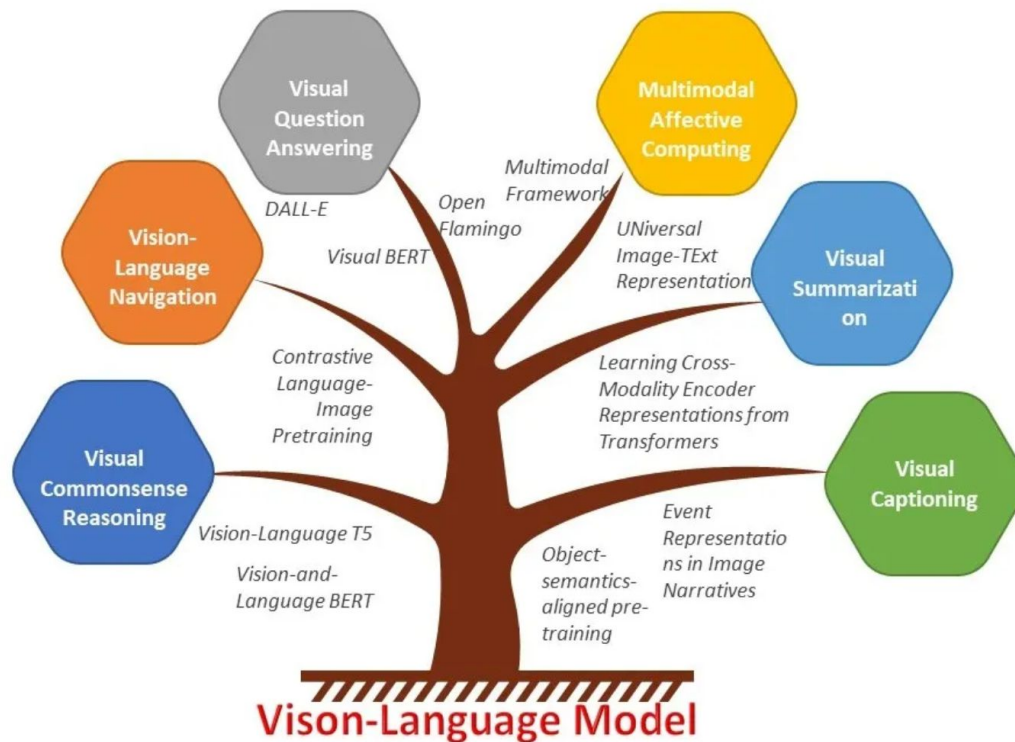 Visual
Question
Answering
Multimodal
Affective
Computing
Vision-
Language
Navigation
DALL-E
Visual BERT
Open
Flamingo
Multimodal
Framework
UNiversal
Image-TExt
Representation
Visual
Summarizati
on
Contrastive
Language-
Image
Pretraining
Learning Cross-
Modality Encoder
Representations from
Transformers
Visual
Commonsense
Reasoning
Visual
Captioning
Vision-Language T5
Vision-and-
Language BERT
Object-
semantics-
aligned pre-
training
Event
Representatio
ns in Image
Narratives
Vison-Language Model